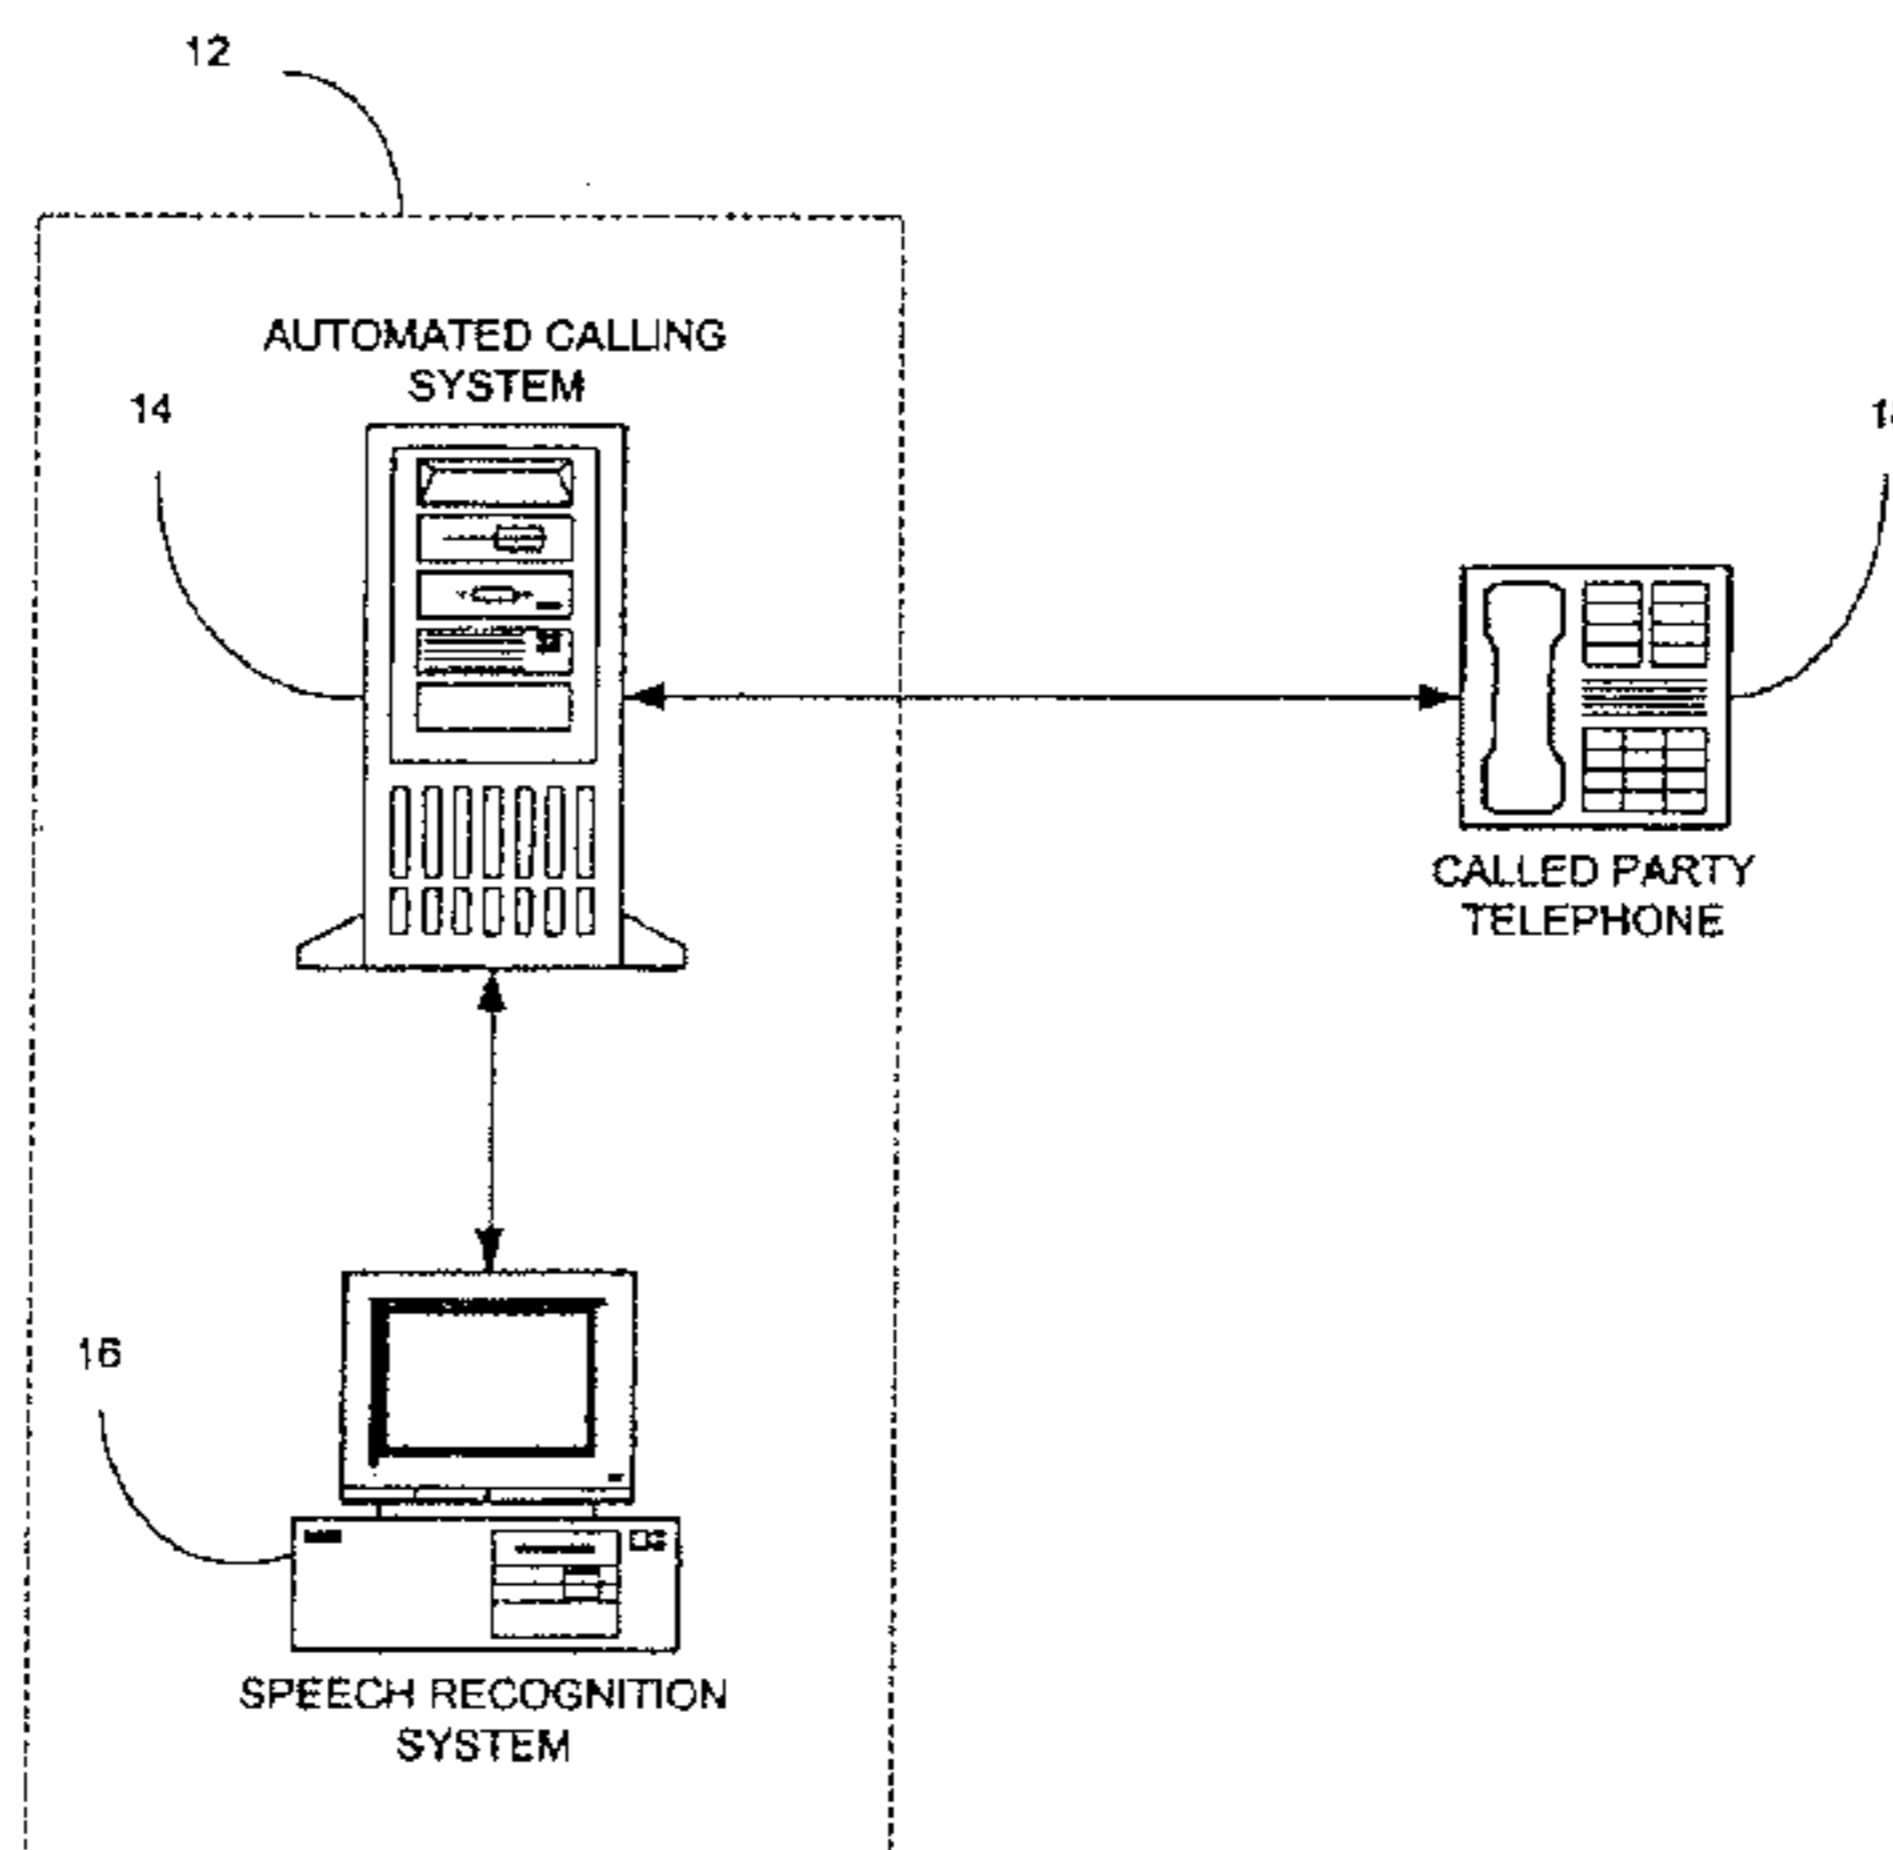 12
AUTOMATED CALLING
SYSTEM
14
CALLED PARTY
TELEPHONE
16
SPEECH RECOGNITION
SYSTEM